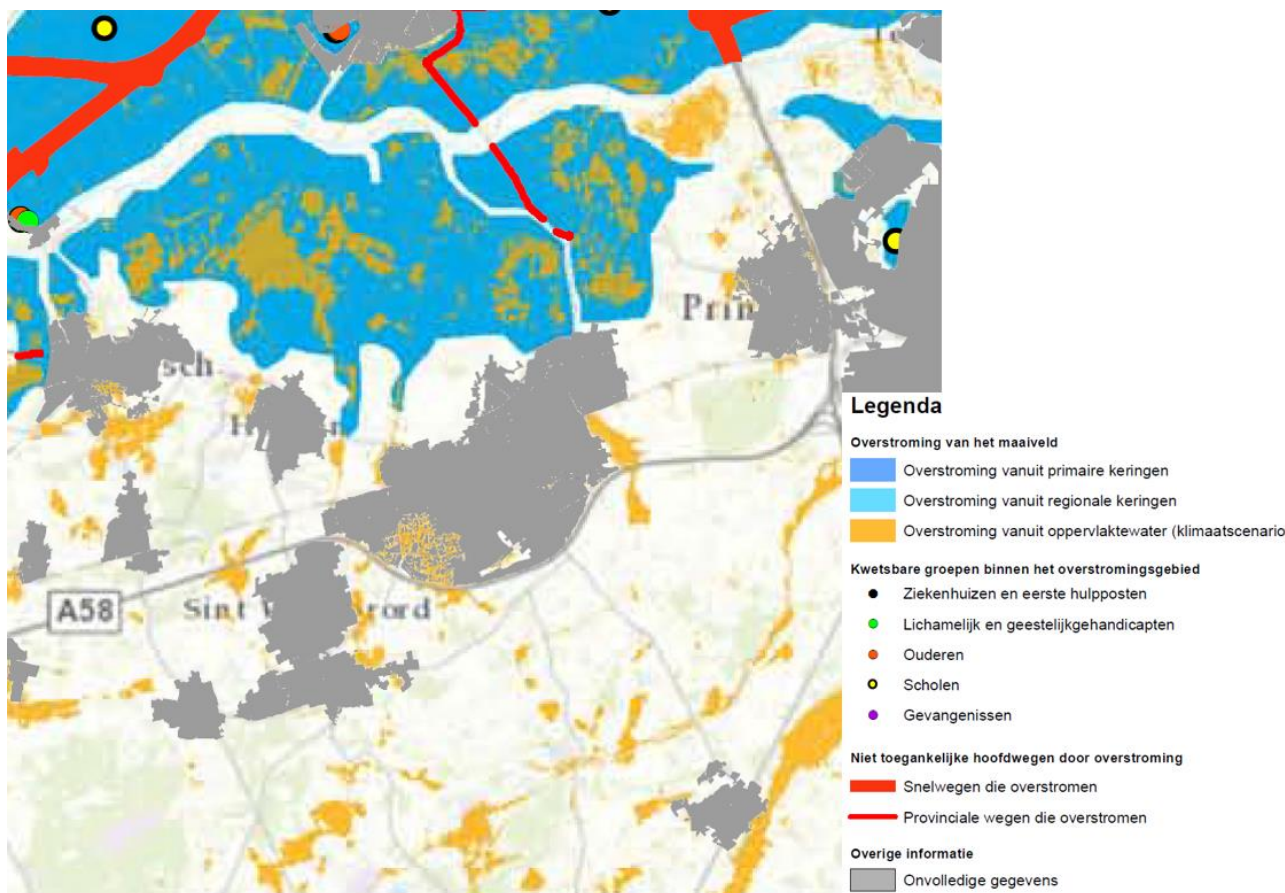 Prin
sch
A58
Sint W
rord
Legenda
Overstroming van het maaiveld
Overstroming vanuit primaire keringen
Overstroming vanuit regionale keringen
Overstroming vanuit oppervlaktewater (klimaatscenario
Kwetsbare groepen binnen het overstromingsgebied
Ziekenhuizen en eerste hulpposten
Lichamelijk en geestelijkgehandicapten
Ouderen
Scholen
Gevangenissen
Niet toegankelijke hoofdwegen door overstroming
Snelwegen die overstromen
Provinciale wegen die overstromen
Overige informatie
Onvolledige gegevens